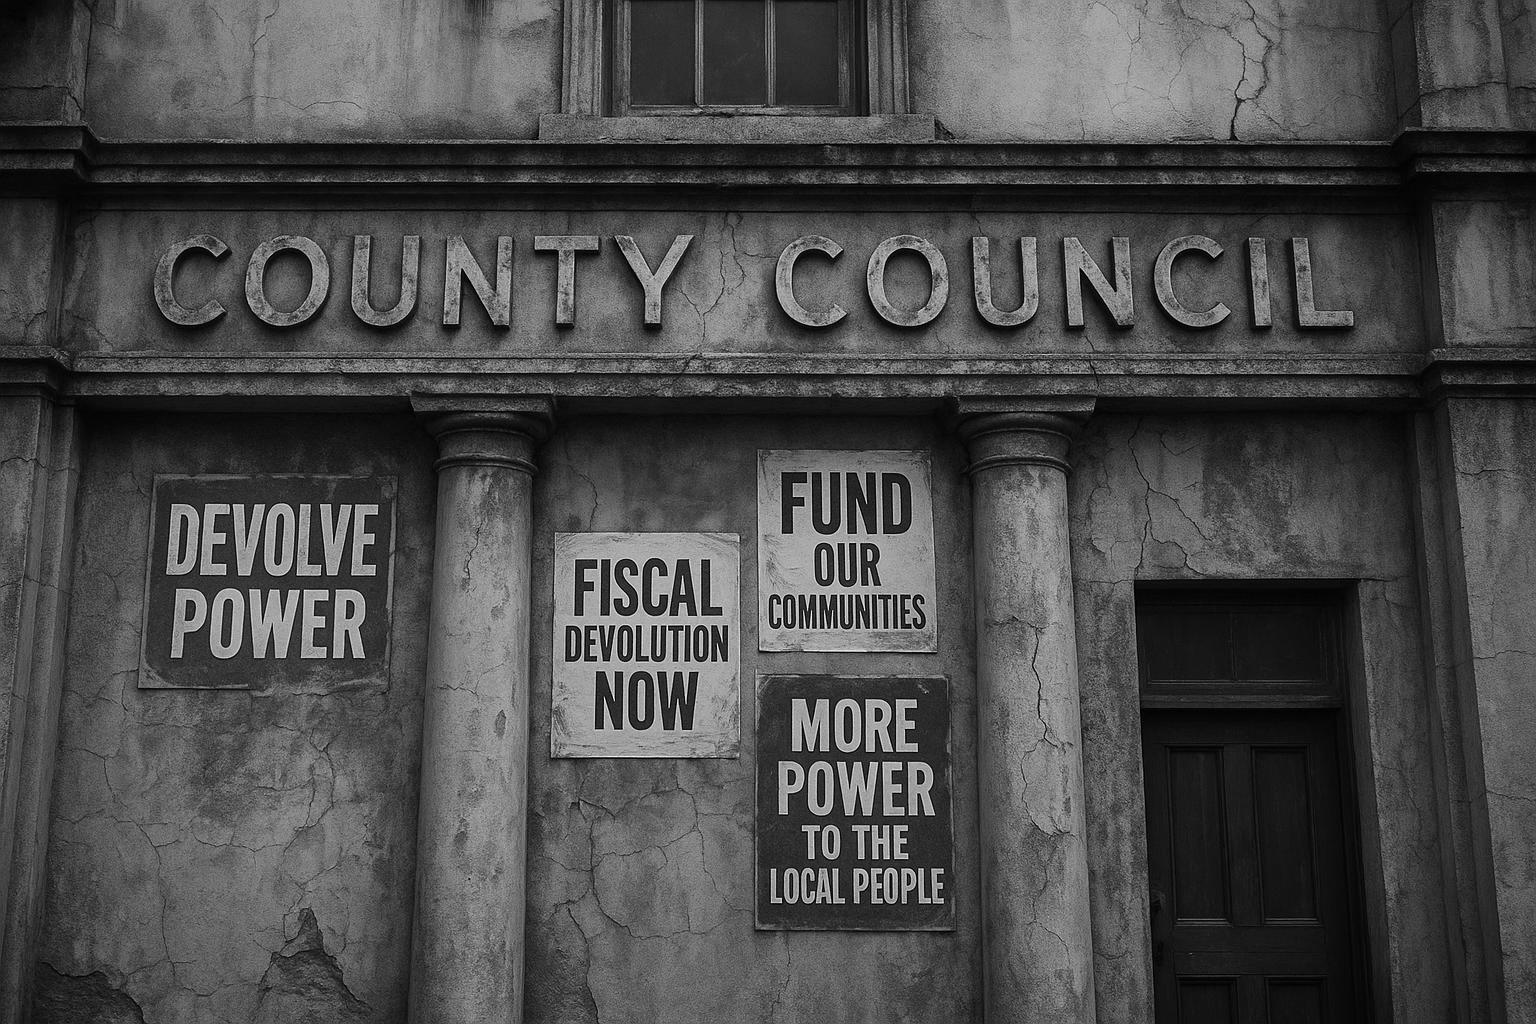 COUNTY COUNCIL
DEVOLVE
POWER
FISCAL
DEVOLUTION
NOW
FUND
OUR
COMMUNITIES
MORE
POWER
TO THE
LOCAL PEOPLE